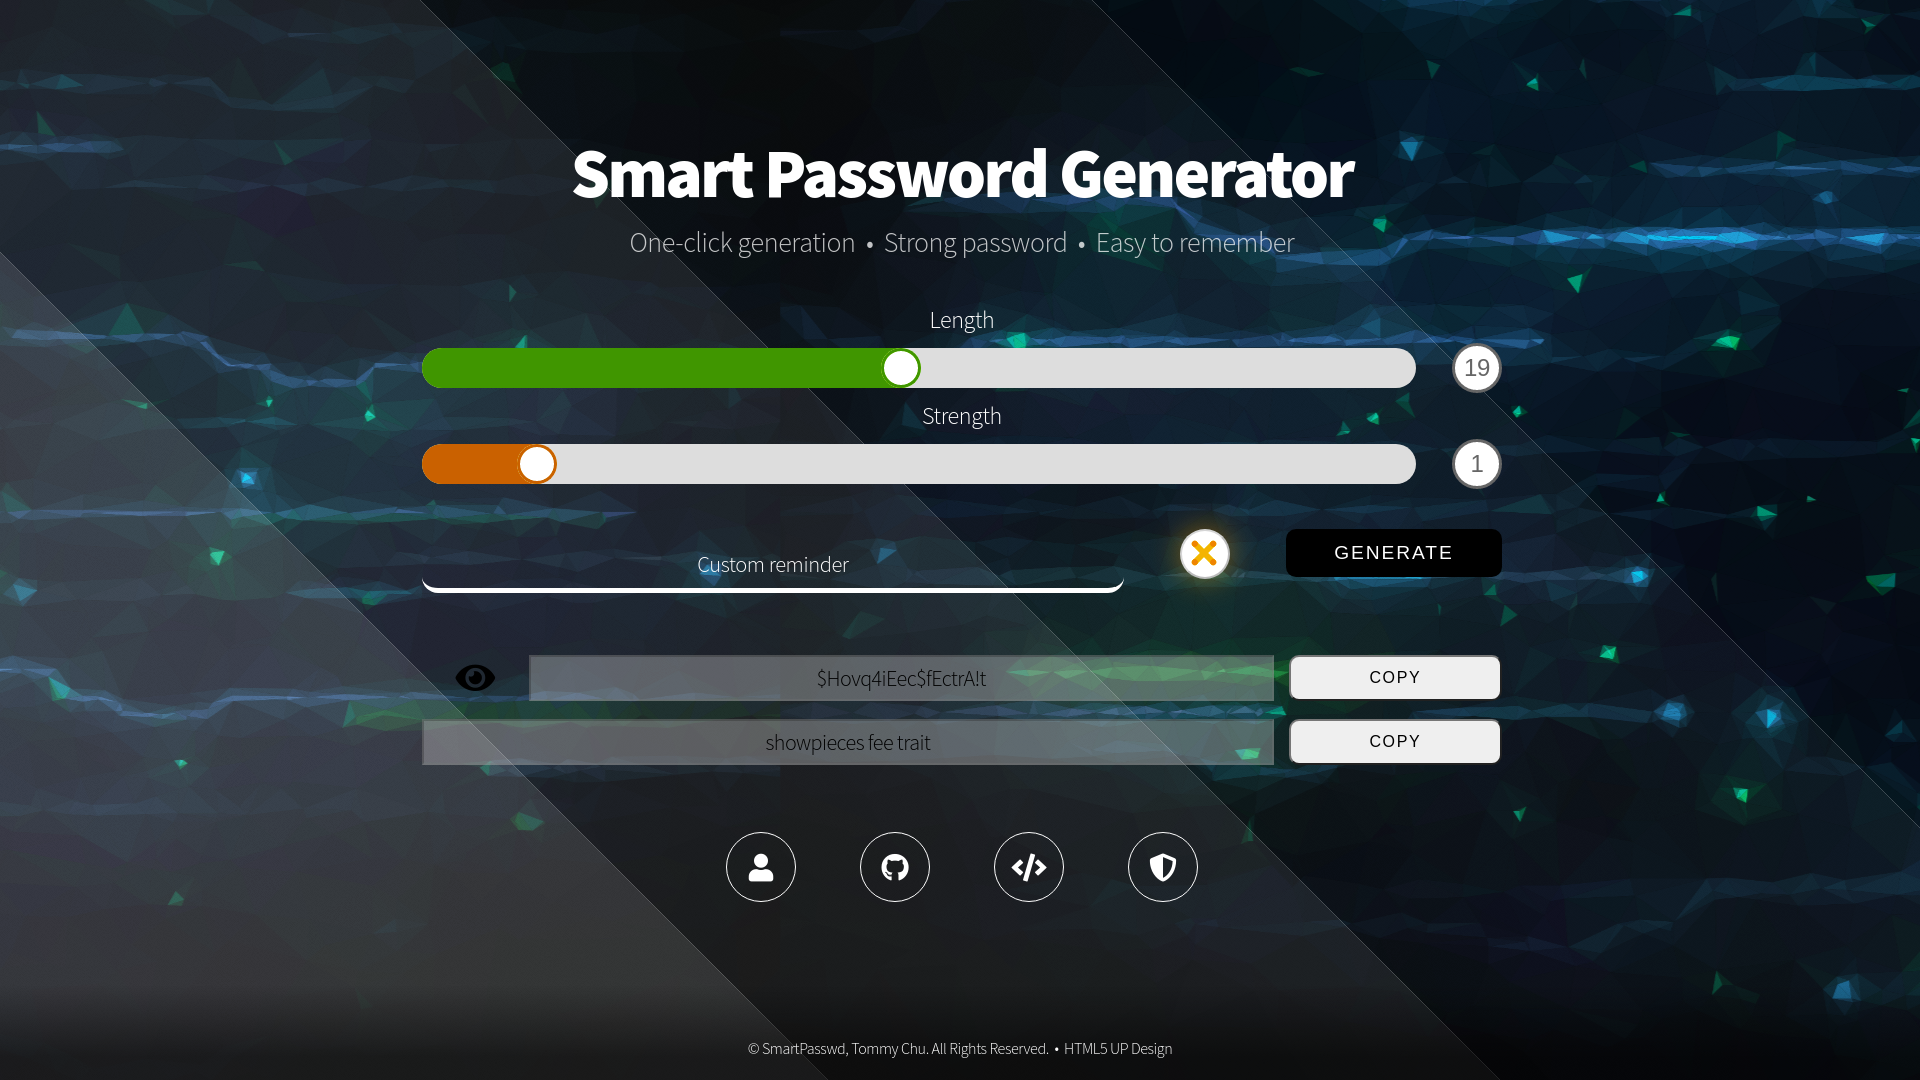 Smart Password Generator
One-click generation • Strong password • Easy to remember
Length
19
Strength
1
Custom reminder
GENERATE
$Hovq4iEec$fEctrA!t
COPY
showpieces fee trait
COPY
© SmartPasswd, Tommy Chu. All Rights Reserved. • HTML5 UP Design